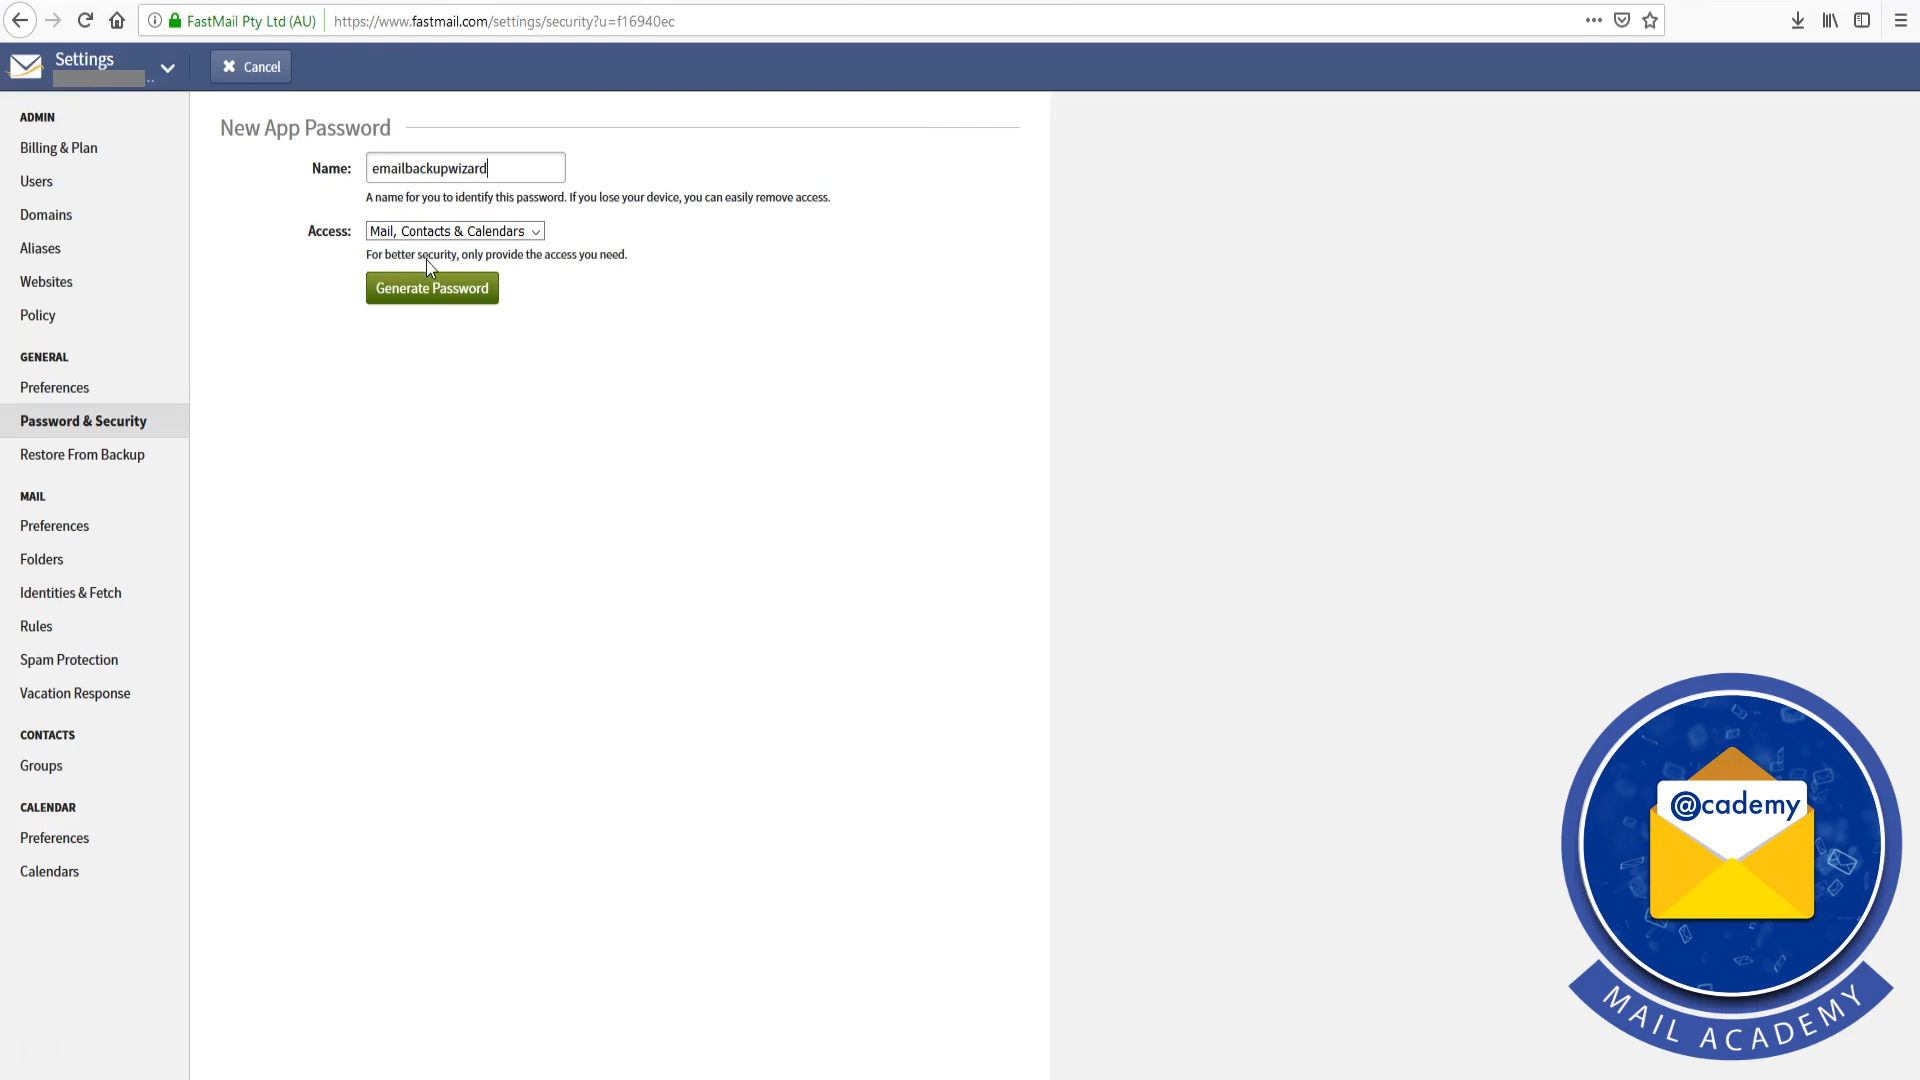 FastMail Pty Ltd (AU)
https://www.fastmail.com/settings/security?u=f16940ec
Settings
Cancel
ADMIN
Billing & Plan
Users
Domains
Aliases
Websites
Policy
GENERAL
Preferences
Password & Security
Restore From Backup
MAIL
Preferences
Folders
Identities & Fetch
Rules
Spam Protection
Vacation Response
CONTACTS
Groups
CALENDAR
Preferences
Calendars
New App Password
Name: emailbackupwizard
A name for you to identify this password. If you lose your device, you can easily remove access.
Access: Mail, Contacts & Calendars
For better security, only provide the access you need.
Generate Password
@cademy
MAIL ACADEMY